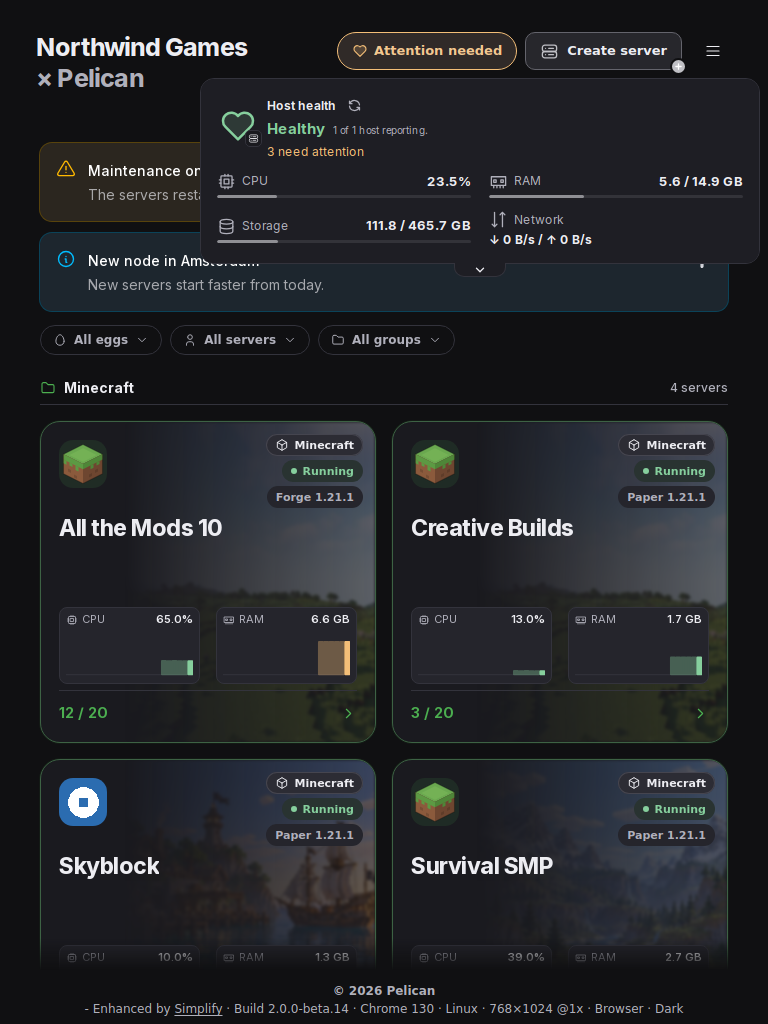 Northwind Games
× Pelican
Attention needed
Create server
Host health
Healthy 1 of 1 host reporting.
3 need attention
CPU 23.5%
RAM 5.6 / 14.9 GB
Storage 111.8 / 465.7 GB
Network
↓ 0 B/s / ↑ 0 B/s
Maintenance on
The servers resta
New node in Amsterdam
New servers start faster from today.
All eggs
All servers
All groups
Minecraft
4 servers
Minecraft
Running
Forge 1.21.1
All the Mods 10
CPU 65.0%
RAM 6.6 GB
12 / 20
Minecraft
Running
Paper 1.21.1
Creative Builds
CPU 13.0%
RAM 1.7 GB
3 / 20
Minecraft
Running
Paper 1.21.1
Skyblock
CPU 10.0%
RAM 1.3 GB
Minecraft
Running
Paper 1.21.1
Survival SMP
CPU 39.0%
RAM 2.7 GB
© 2026 Pelican
- Enhanced by Simplify · Build 2.0.0-beta.14 · Chrome 130 · Linux · 768×1024 @1x · Browser · Dark